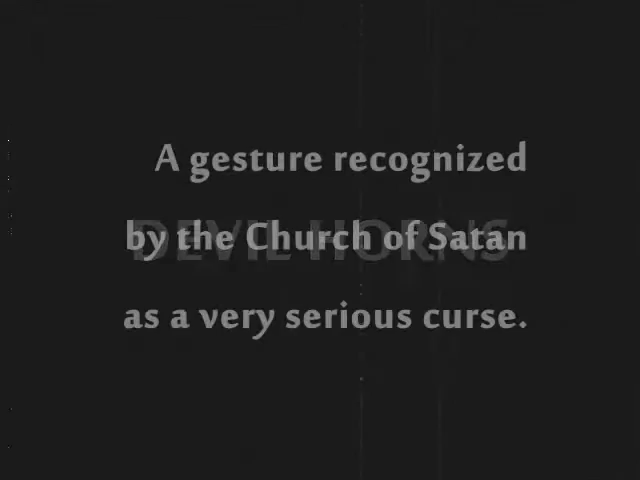 A gesture recognized
DEVIL HORNS
by the Church of Satan
as a very serious curse.